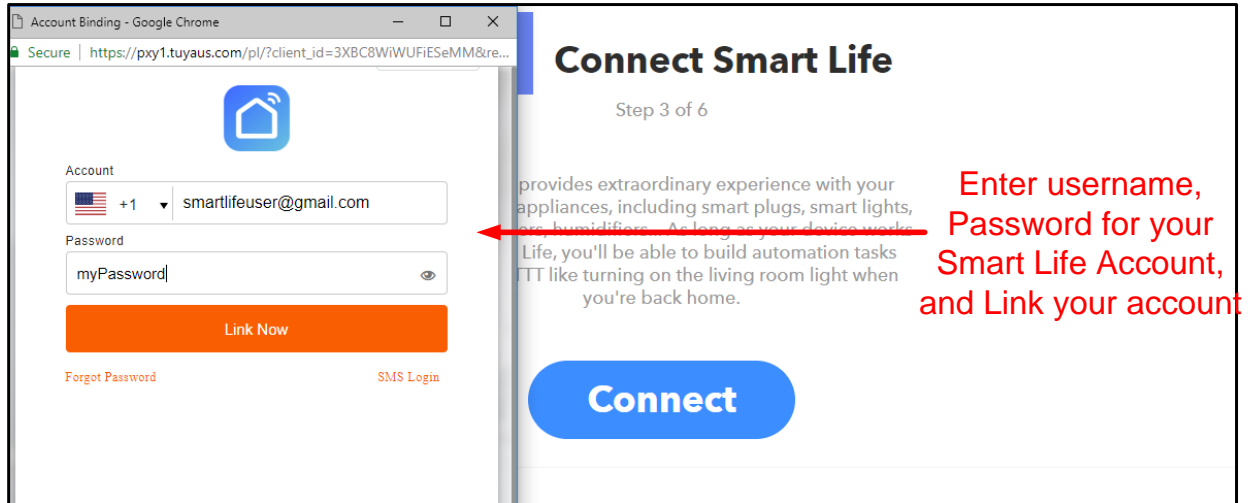 Account Binding - Google Chrome
Secure | https://pxy1.tuyaus.com/pl/?client_id=3XBC8WiWUFiESeMM&re...
Account
+1 smartlifeuser@gmail.com
Password
myPassword
Link Now
Forgot Password SMS Login
Connect Smart Life
Step 3 of 6
provides extraordinary experience with your
appliances, including smart plugs, smart lights,
ers, humidifiers... As long as your device works
Life, you'll be able to build automation tasks
TTT like turning on the living room light when
you're back home.
Connect
Enter username,
Password for your
Smart Life Account,
and Link your account